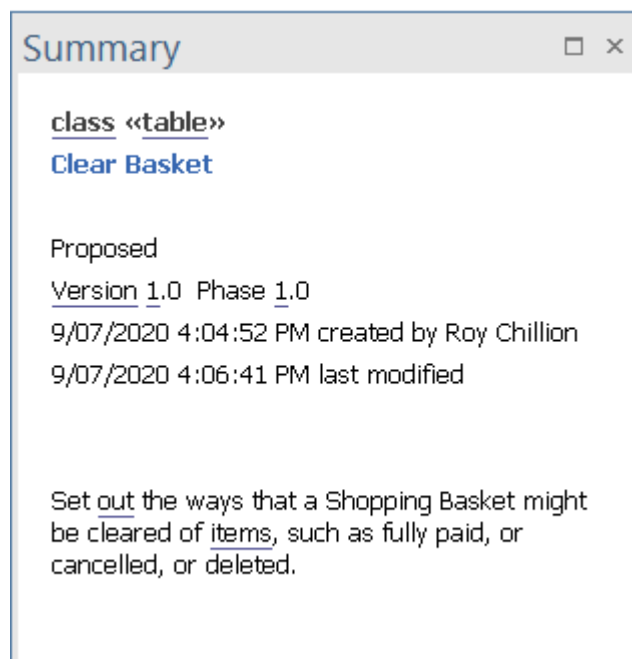 Summary
class «table»
Clear Basket
Proposed
Version 1.0 Phase 1.0
9/07/2020 4:04:52 PM created by Roy Chillion
9/07/2020 4:06:41 PM last modified
Set out the ways that a Shopping Basket might
be cleared of items, such as fully paid, or
cancelled, or deleted.